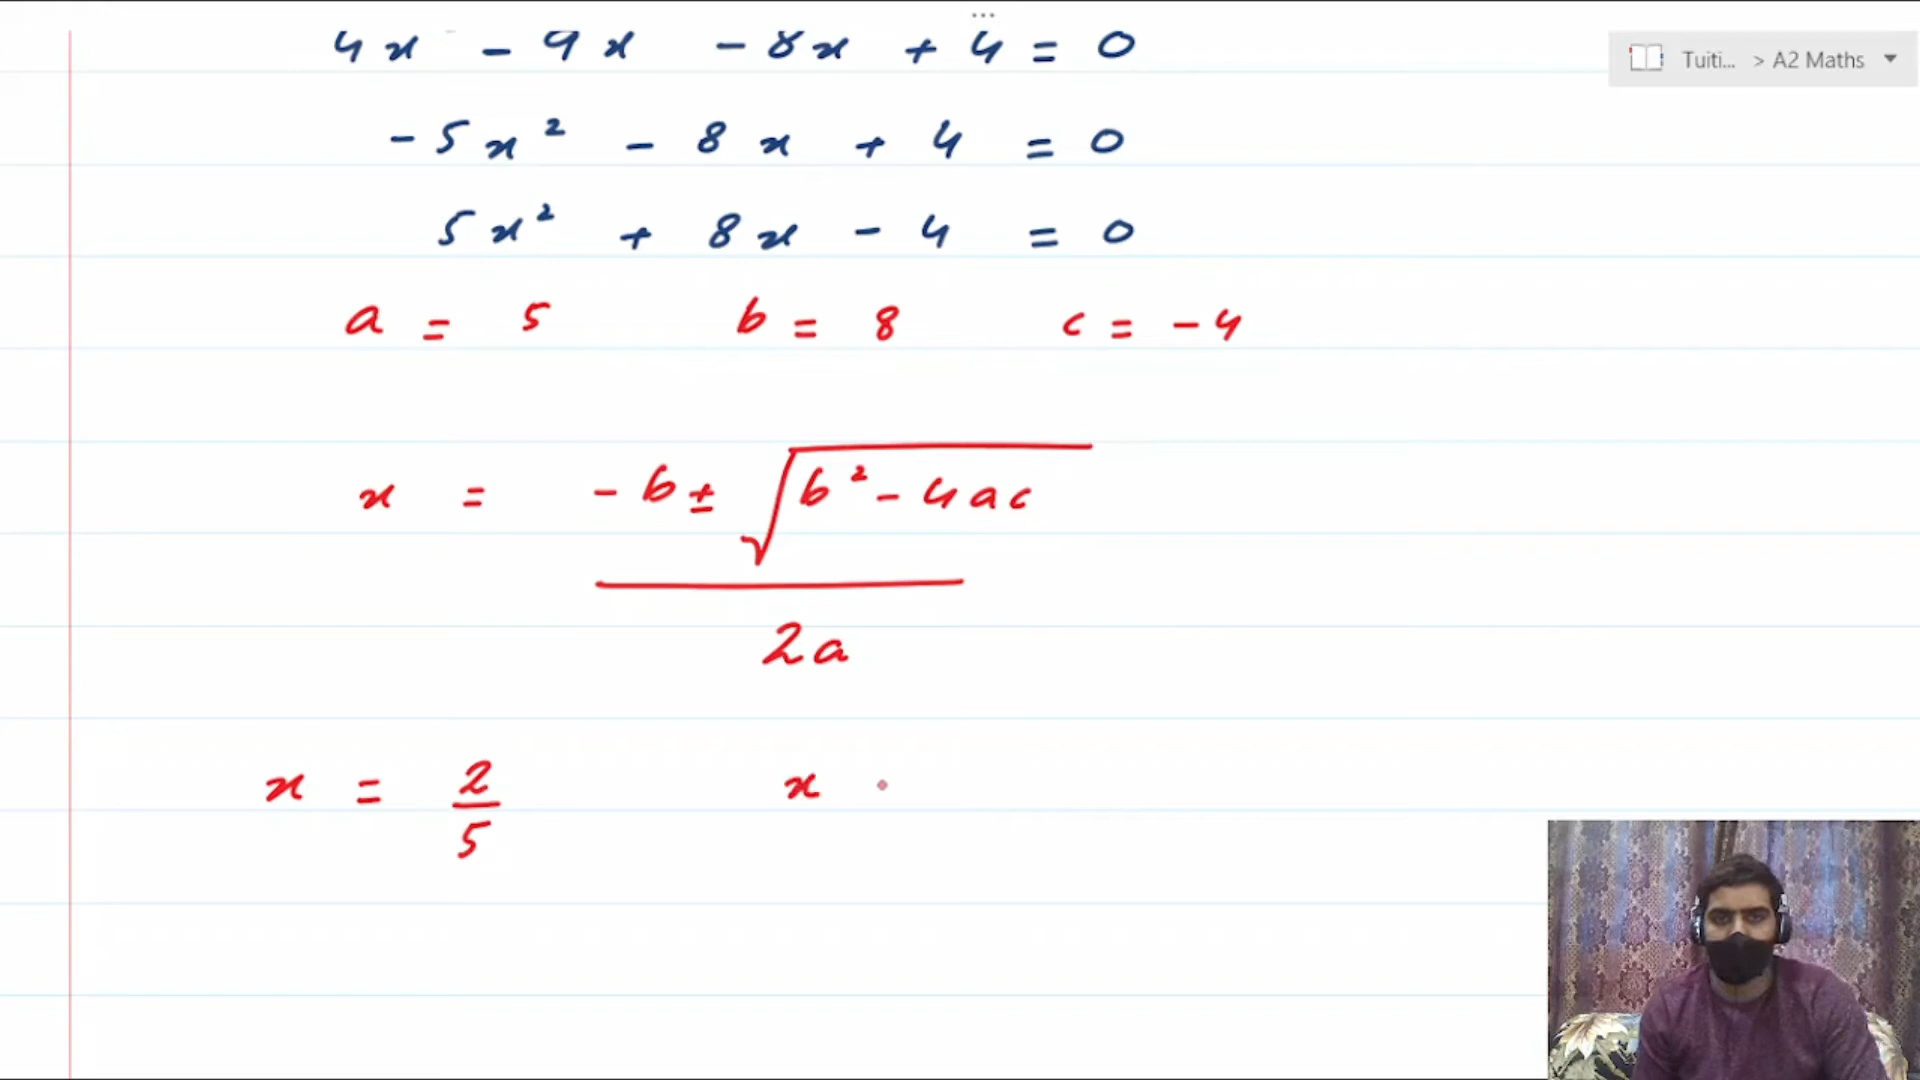 ...
4x - 9x - 8x + 4 = 0
Tuiti... > A2 Maths
-5x² - 8x + 4 = 0
5x² + 8x - 4 = 0
a = 5 b = 8 c = -4
x = -b ± √(b² - 4ac)
2a
x = 2/5 x